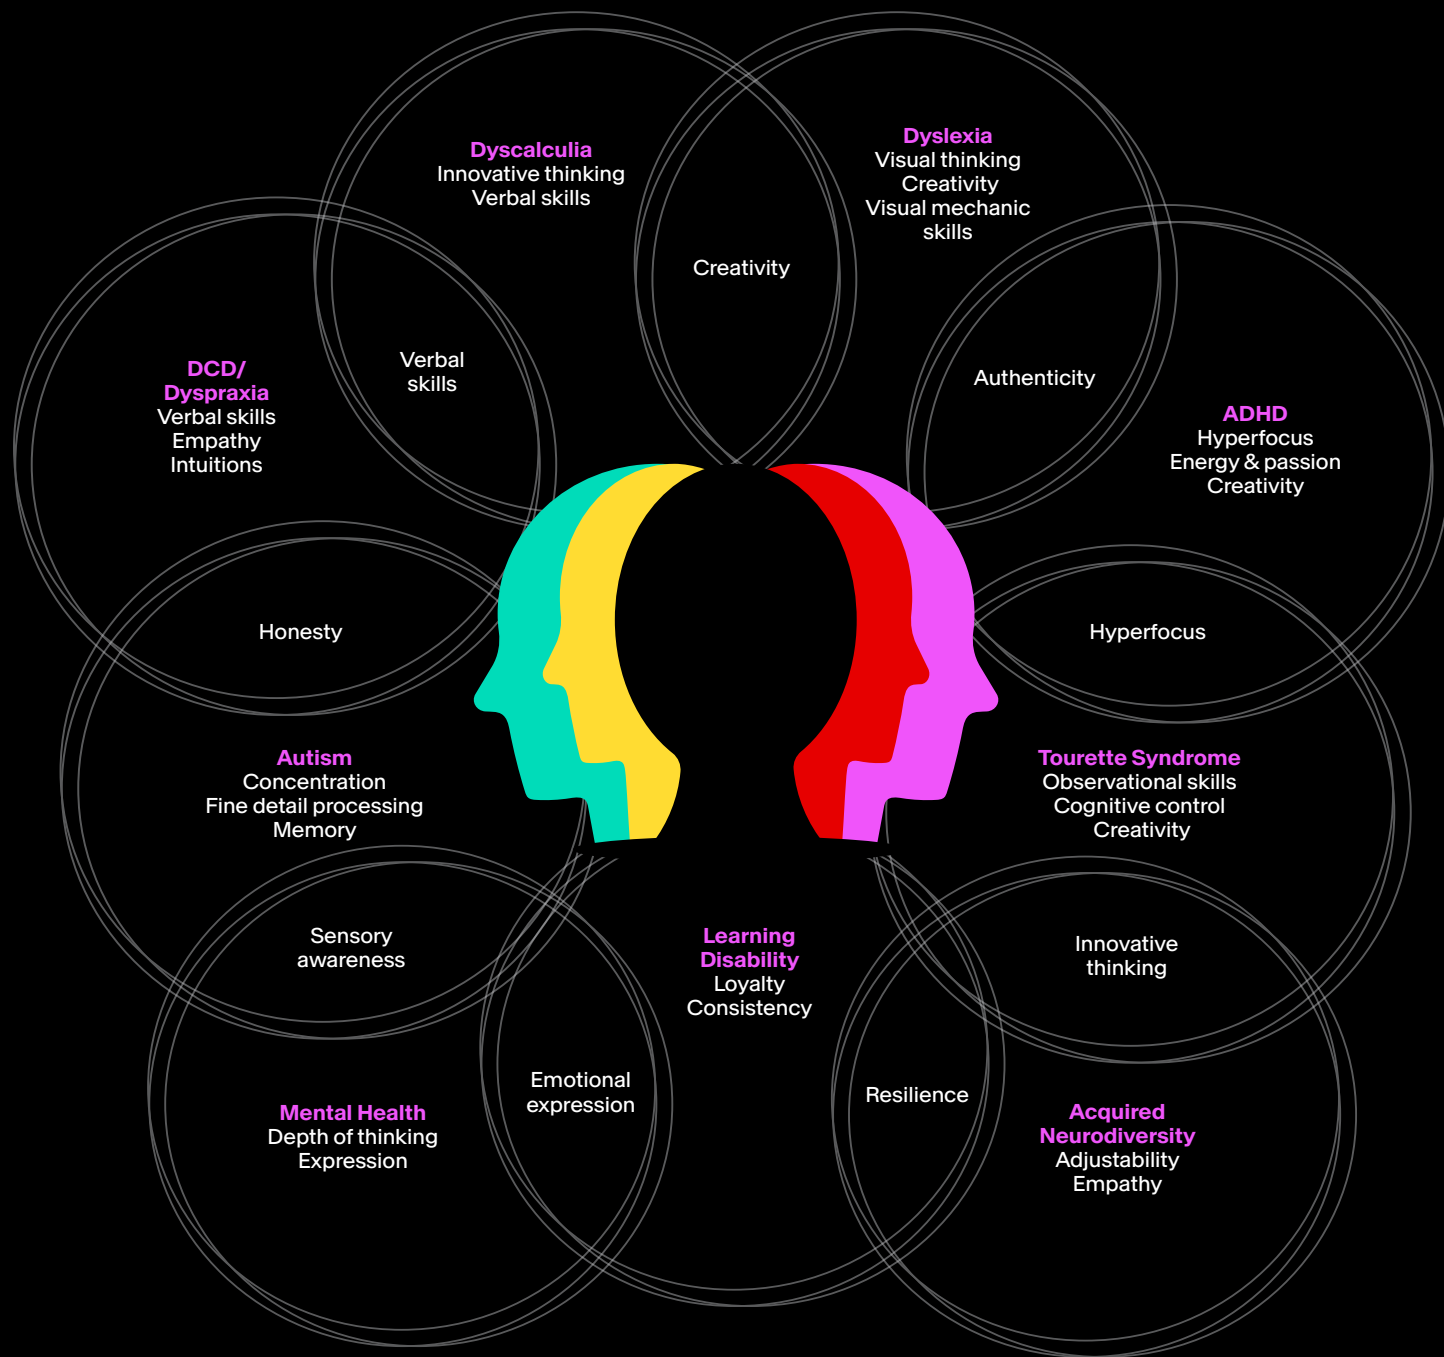 Dyscalculia
Innovative thinking
Verbal skills
Dyslexia
Visual thinking
Creativity
Visual mechanic
skills
Creativity
Verbal
skills
Authenticity
DCD/
Dyspraxia
Verbal skills
Empathy
Intuitions
ADHD
Hyperfocus
Energy & passion
Creativity
Honesty
Hyperfocus
Autism
Concentration
Fine detail processing
Memory
Tourette Syndrome
Observational skills
Cognitive control
Creativity
Sensory
awareness
Learning
Disability
Loyalty
Consistency
Innovative
thinking
Emotional
expression
Resilience
Mental Health
Depth of thinking
Expression
Acquired
Neurodiversity
Adjustability
Empathy